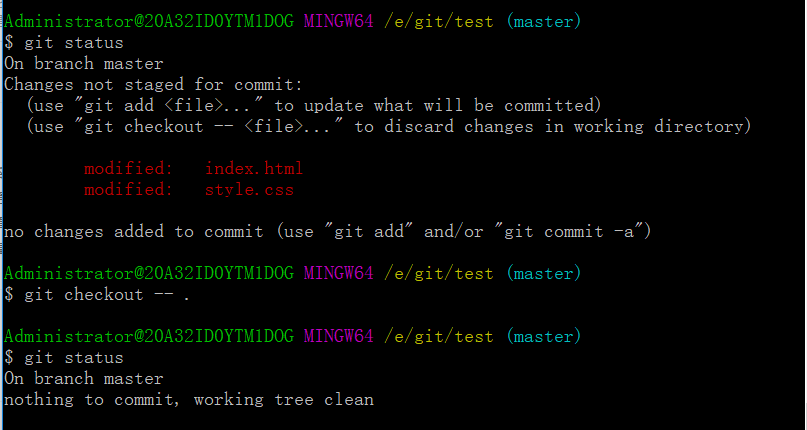 Administrator@20A32ID0YTM1DOG MINGW64 /e/git/test (master)
$ git status
On branch master
Changes not staged for commit:
  (use "git add <file>..." to update what will be committed)
  (use "git checkout -- <file>..." to discard changes in working directory)
        modified:   index.html
        modified:   style.css
no changes added to commit (use "git add" and/or "git commit -a")
Administrator@20A32ID0YTM1DOG MINGW64 /e/git/test (master)
$ git checkout -- .
Administrator@20A32ID0YTM1DOG MINGW64 /e/git/test (master)
$ git status
On branch master
nothing to commit, working tree clean